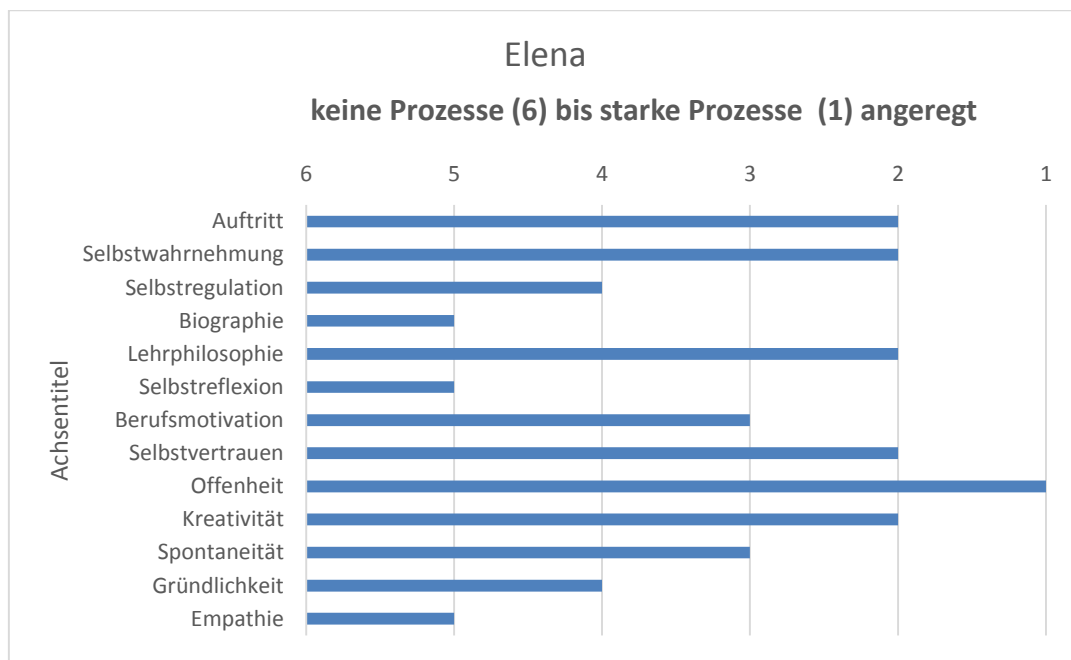 Elena
keine Prozesse (6) bis starke Prozesse (1) angeregt
6 5 4 3 2 1
Achsentitel
Auftritt
Selbstwahrnehmung
Selbstregulation
Biographie
Lehrphilosophie
Selbstreflexion
Berufsmotivation
Selbstvertrauen
Offenheit
Kreativität
Spontaneität
Gründlichkeit
Empathie